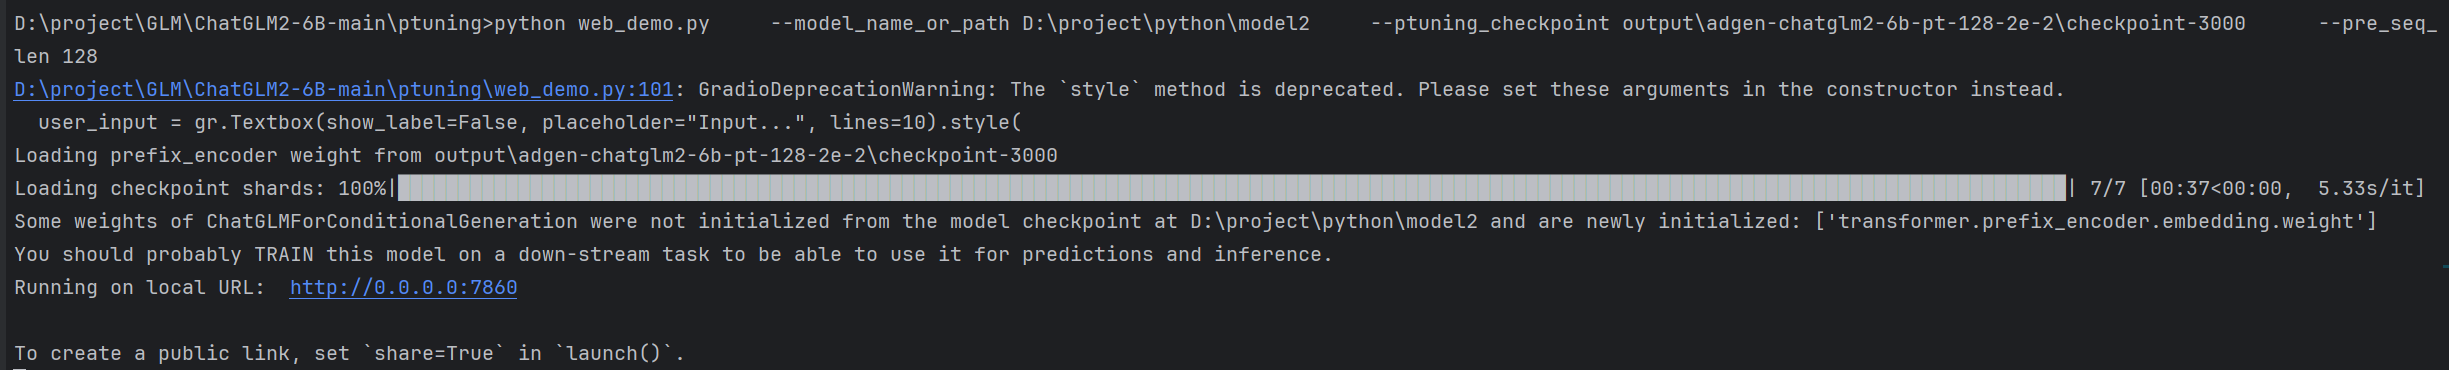 D:\project\GLM\ChatGLM2-6B-main\ptuning>python web_demo.py     --model_name_or_path D:\project\python\model2     --ptuning_checkpoint output\adgen-chatglm2-6b-pt-128-2e-2\checkpoint-3000      --pre_seq_
len 128
D:\project\GLM\ChatGLM2-6B-main\ptuning\web_demo.py:101: GradioDeprecationWarning: The `style` method is deprecated. Please set these arguments in the constructor instead.
  user_input = gr.Textbox(show_label=False, placeholder="Input...", lines=10).style(
Loading prefix_encoder weight from output\adgen-chatglm2-6b-pt-128-2e-2\checkpoint-3000
Loading checkpoint shards: 100%|██████████| 7/7 [00:37<00:00,  5.33s/it]
Some weights of ChatGLMForConditionalGeneration were not initialized from the model checkpoint at D:\project\python\model2 and are newly initialized: ['transformer.prefix_encoder.embedding.weight']
You should probably TRAIN this model on a down-stream task to be able to use it for predictions and inference.
Running on local URL:  http://0.0.0.0:7860
To create a public link, set `share=True` in `launch()`.